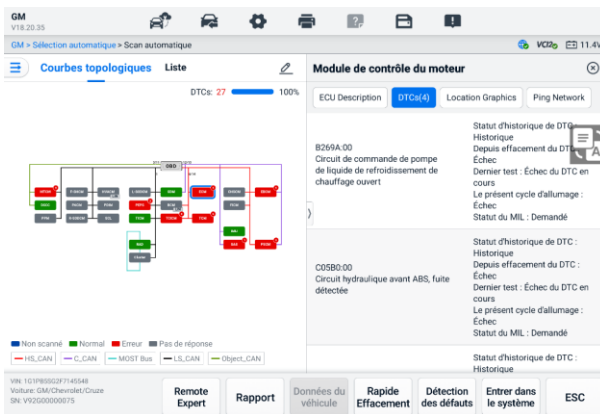 GM
V18.20.35
GM > Sélection automatique > Scan automatique
VCI
11.4V
Courbes topologiques Liste
DTCs: 27 100%
OBD
Non scanné Normal Erreur Pas de réponse
HS_CAN C_CAN MOST Bus LS_CAN Object_CAN
Module de contrôle du moteur
ECU Description DTCs(4) Location Graphics Ping Network
B269A:00
Circuit de commande de pompe
de liquide de refroidissement de
chauffage ouvert
Statut d'historique de DTC :
Historique
Depuis effacement du DTC :
Échec
Dernier test : Échec du DTC en
cours
Le présent cycle d'allumage :
Échec
Statut du MIL : Demandé
C05B0:00
Circuit hydraulique avant ABS, fuite
détectée
Statut d'historique de DTC :
Historique
Depuis effacement du DTC :
Échec
Dernier test : Échec du DTC en
cours
Le présent cycle d'allumage :
Échec
Statut du MIL : Demandé
Statut d'historique de DTC :
Historique
VIN: 1G1PB5SG2F7145548
Voiture: GM/Chevrolet/Cruze
SN: V92G00000075
Remote
Expert
Rapport
Données du
véhicule
Rapide
Effacement
Détection
des défauts
Entrer dans
le système
ESC